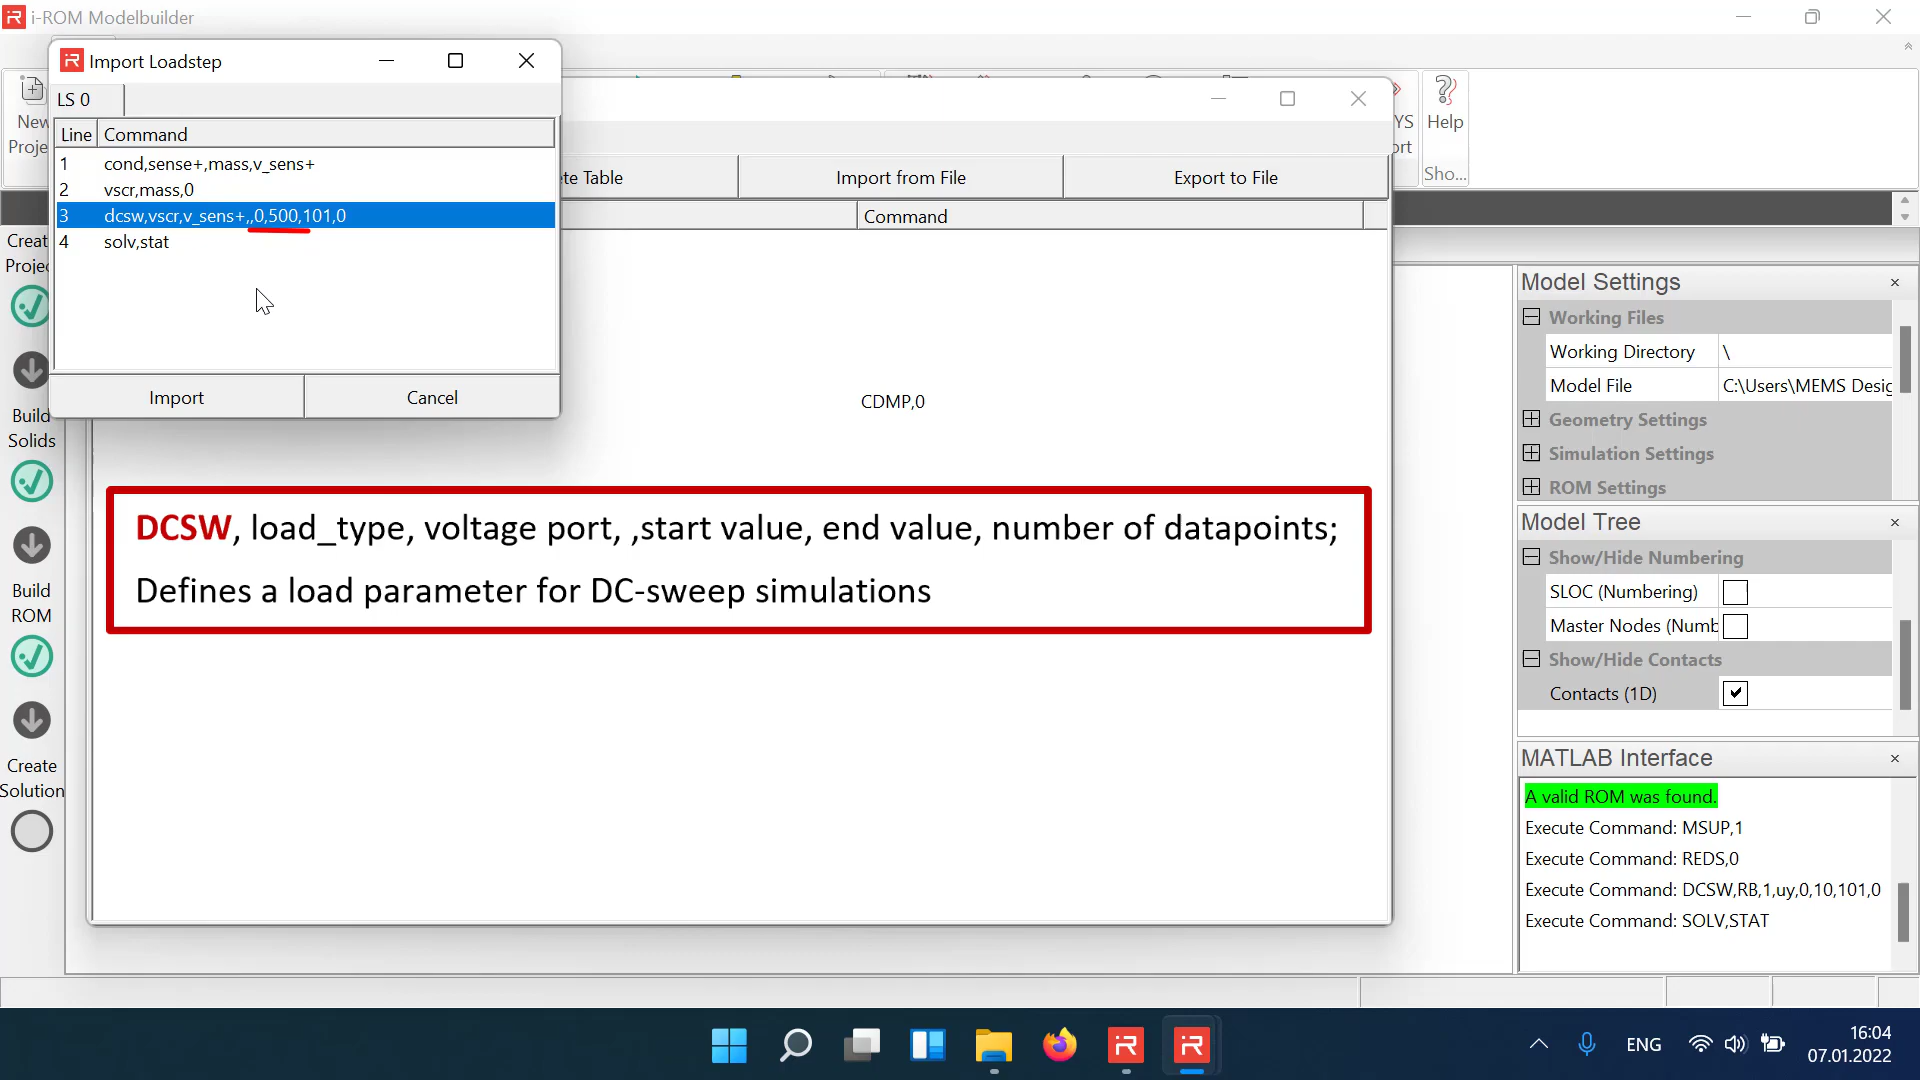 i-ROM Modelbuilder
Import Loadstep
LS 0
Line Command
1 cond,sense+,mass,v_sens+
2 vscr,mass,0
3 dcsw,vscr,v_sens+,,0,500,101,0
4 solv,stat
Import Cancel
New
Proje
te Table Import from File Export to File
Command
CDMP,0
YS
ort
Help
Sho...
Creat
Projec
Build
Solids
Build
ROM
Create
Solution
DCSW, load_type, voltage port, ,start value, end value, number of datapoints;
Defines a load parameter for DC-sweep simulations
Model Settings
Working Files
Working Directory \
Model File C:\Users\MEMS Desig
Geometry Settings
Simulation Settings
ROM Settings
Model Tree
Show/Hide Numbering
SLOC (Numbering)
Master Nodes (Numb
Show/Hide Contacts
Contacts (1D)
MATLAB Interface
A valid ROM was found.
Execute Command: MSUP,1
Execute Command: REDS,0
Execute Command: DCSW,RB,1,uy,0,10,101,0
Execute Command: SOLV,STAT
ENG
16:04
07.01.2022